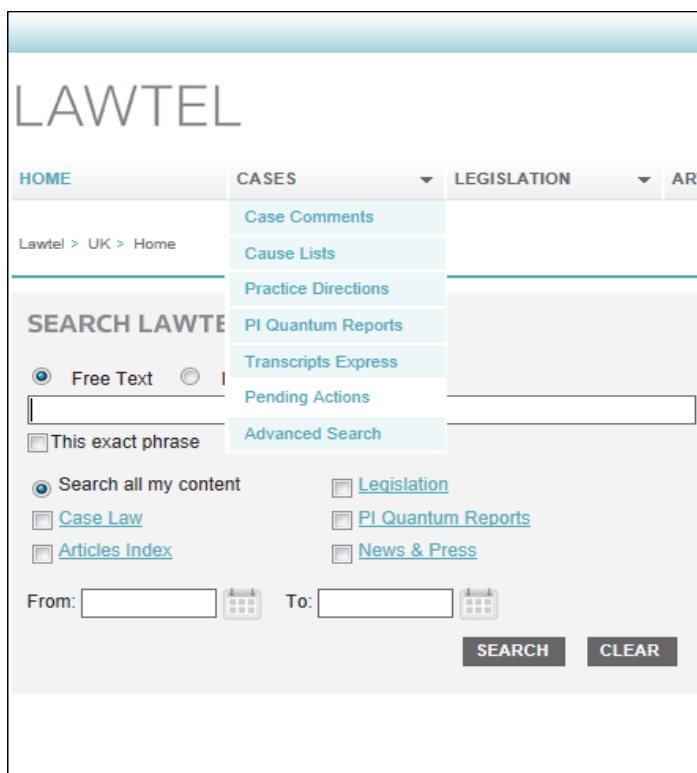 LAWTEL
HOME CASES LEGISLATION AR
Case Comments
Lawtel > UK > Home
Cause Lists
Practice Directions
SEARCH LAWTE
PI Quantum Reports
Transcripts Express
Free Text
Pending Actions
This exact phrase
Advanced Search
Search all my content Legislation
Case Law PI Quantum Reports
Articles Index News & Press
From: To:
SEARCH CLEAR